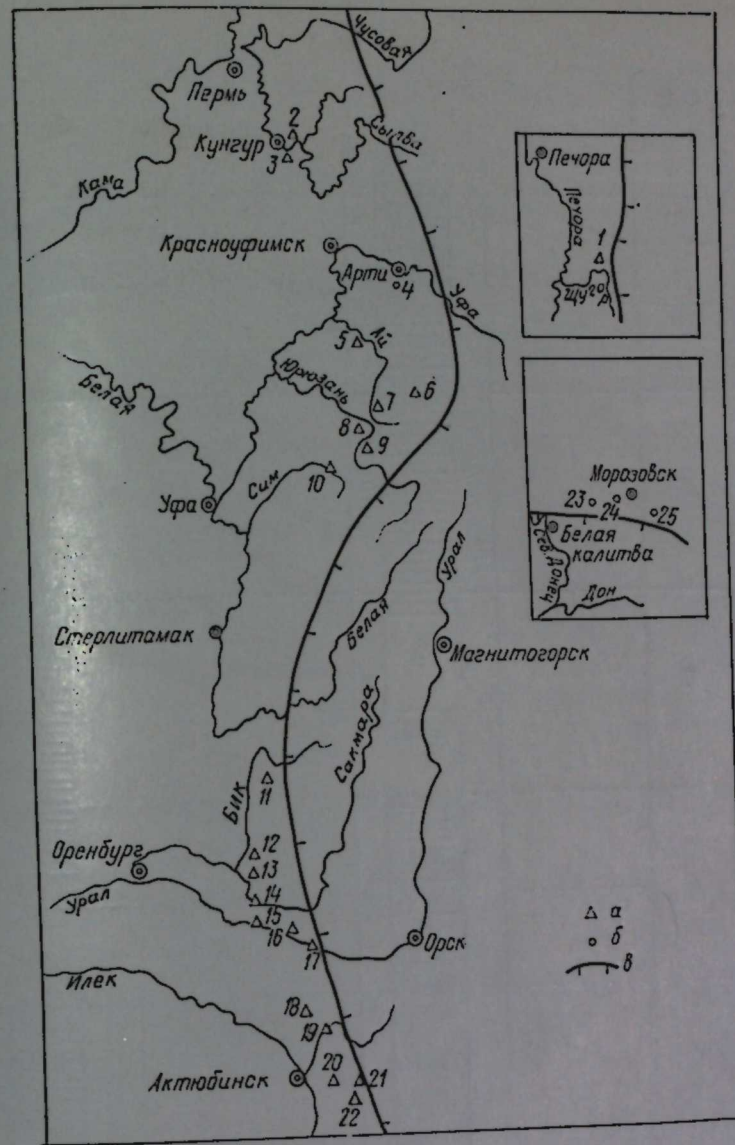 Чусовая
Пермь
2
Кунгур
Сылва
3
Кама
Печора
Печора
1
Щугор
Красноуфимск
Арти
4
Уфа
5
Ай
Юрюзань
6
7
Белая
8
9
10
Сим
Уфа
Морозовск
23
24
25
Белая
калитва
Сев. Донец
Дон
Урал
Белая
Стерлитамак
Магнитогорск
Сакмара
11
Бик
12
Оренбург
13
14
Урал
15
16
17
Орск
а
б
в
Илек
18
19
20
21
Актюбинск
22